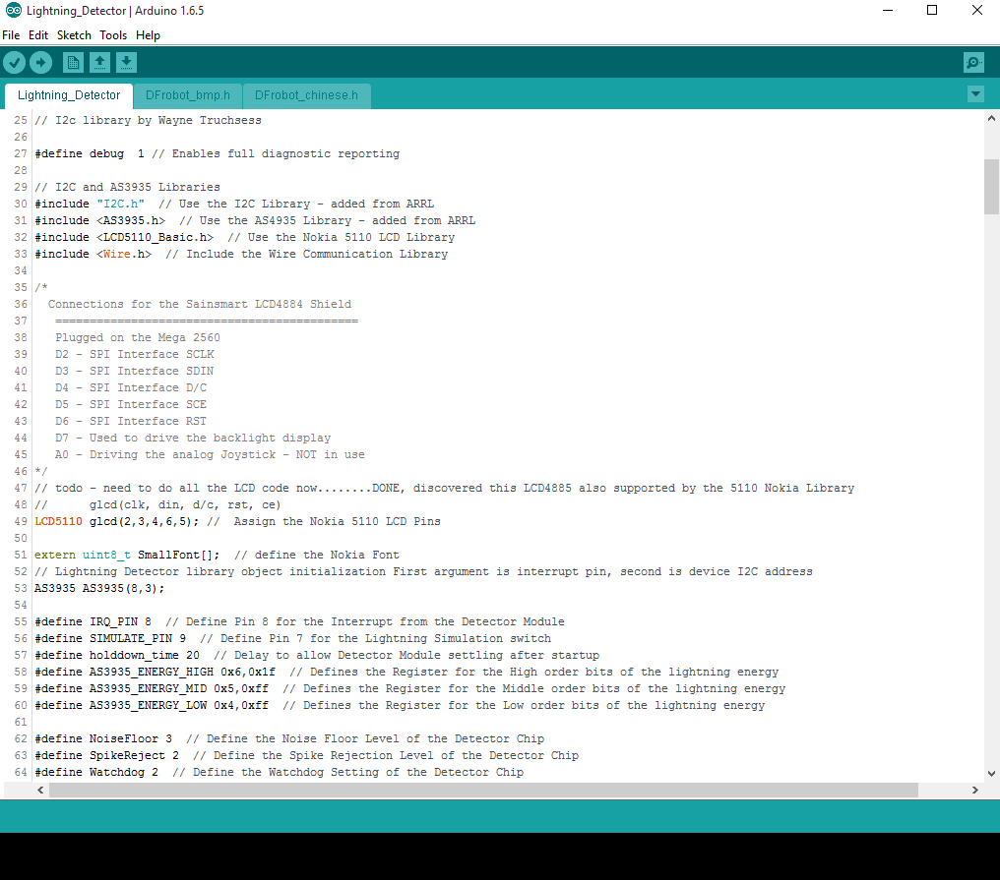 Lightning_Detector | Arduino 1.6.5
File Edit Sketch Tools Help
Lightning_Detector DFrobot_bmp.h DFrobot_chinese.h
25 // I2c library by Wayne Truchsess
26
27 #define debug  1 // Enables full diagnostic reporting
28
29 // I2C and AS3935 Libraries
30 #include "I2C.h"  // Use the I2C Library - added from ARRL
31 #include <AS3935.h>  // Use the AS4935 Library - added from ARRL
32 #include <LCD5110_Basic.h>  // Use the Nokia 5110 LCD Library
33 #include <Wire.h>  // Include the Wire Communication Library
34
35 /*
36   Connections for the Sainsmart LCD4884 Shield
37    ============================================
38    Plugged on the Mega 2560
39    D2 - SPI Interface SCLK
40    D3 - SPI Interface SDIN
41    D4 - SPI Interface D/C
42    D5 - SPI Interface SCE
43    D6 - SPI Interface RST
44    D7 - Used to drive the backlight display
45    A0 - Driving the analog Joystick - NOT in use
46 */
47 // todo - need to do all the LCD code now........DONE, discovered this LCD4885 also supported by the 5110 Nokia Library
48 //      glcd(clk, din, d/c, rst, ce)
49 LCD5110 glcd(2,3,4,6,5); //  Assign the Nokia 5110 LCD Pins
50
51 extern uint8_t SmallFont[];  // define the Nokia Font
52 // Lightning Detector library object initialization First argument is interrupt pin, second is device I2C address
53 AS3935 AS3935(8,3);
54
55 #define IRQ_PIN 8  // Define Pin 8 for the Interrupt from the Detector Module
56 #define SIMULATE_PIN 9  // Define Pin 7 for the Lightning Simulation switch
57 #define holddown_time 20  // Delay to allow Detector Module settling after startup
58 #define AS3935_ENERGY_HIGH 0x6,0x1f  // Defines the Register for the High order bits of the lightning energy
59 #define AS3935_ENERGY_MID 0x5,0xff  // Defines the Register for the Middle order bits of the lightning energy
60 #define AS3935_ENERGY_LOW 0x4,0xff  // Defines the Register for the Low order bits of the lightning energy
61
62 #define NoiseFloor 3  // Define the Noise Floor Level of the Detector Chip
63 #define SpikeReject 2  // Define the Spike Rejection Level of the Detector Chip
64 #define Watchdog 2  // Define the Watchdog Setting of the Detector Chip